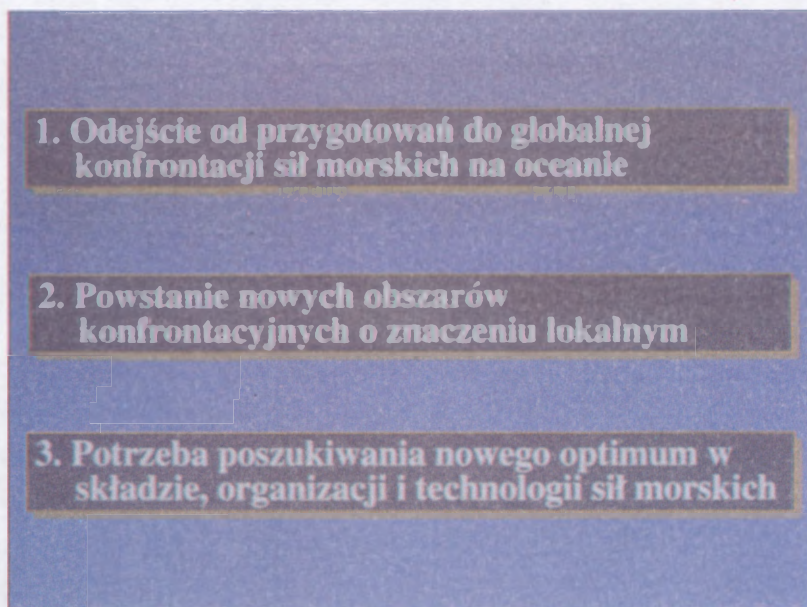 1. Odejście od przygotowań do globalnej
konfrontacji sił morskich na oceanie
2. Powstanie nowych obszarów
konfrontacyjnych o znaczeniu lokalnym
3. Potrzeba poszukiwania nowego optimum w
składzie, organizacji i technologii sił morskich